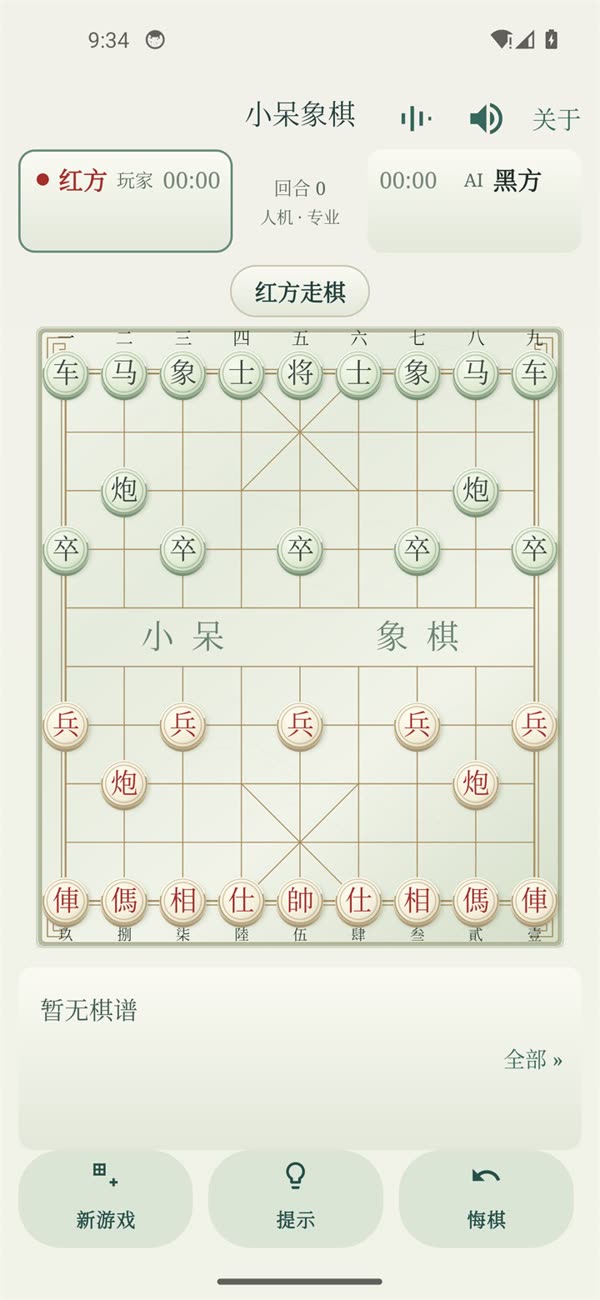 9:34
小呆象棋 关于
红方 玩家 00:00
回合 0
人机 · 专业
00:00 AI 黑方
红方走棋
一 二 三 四 五 六 七 八 九
车 马 象 士 将 士 象 马 车
炮 炮
卒 卒 卒 卒 卒
小呆 象棋
兵 兵 兵 兵 兵
炮 炮
俥 傌 相 仕 帥 仕 相 傌 俥
玖 捌 柒 陸 伍 肆 叁 貳 壹
暂无棋谱
全部 »
新游戏 提示 悔棋